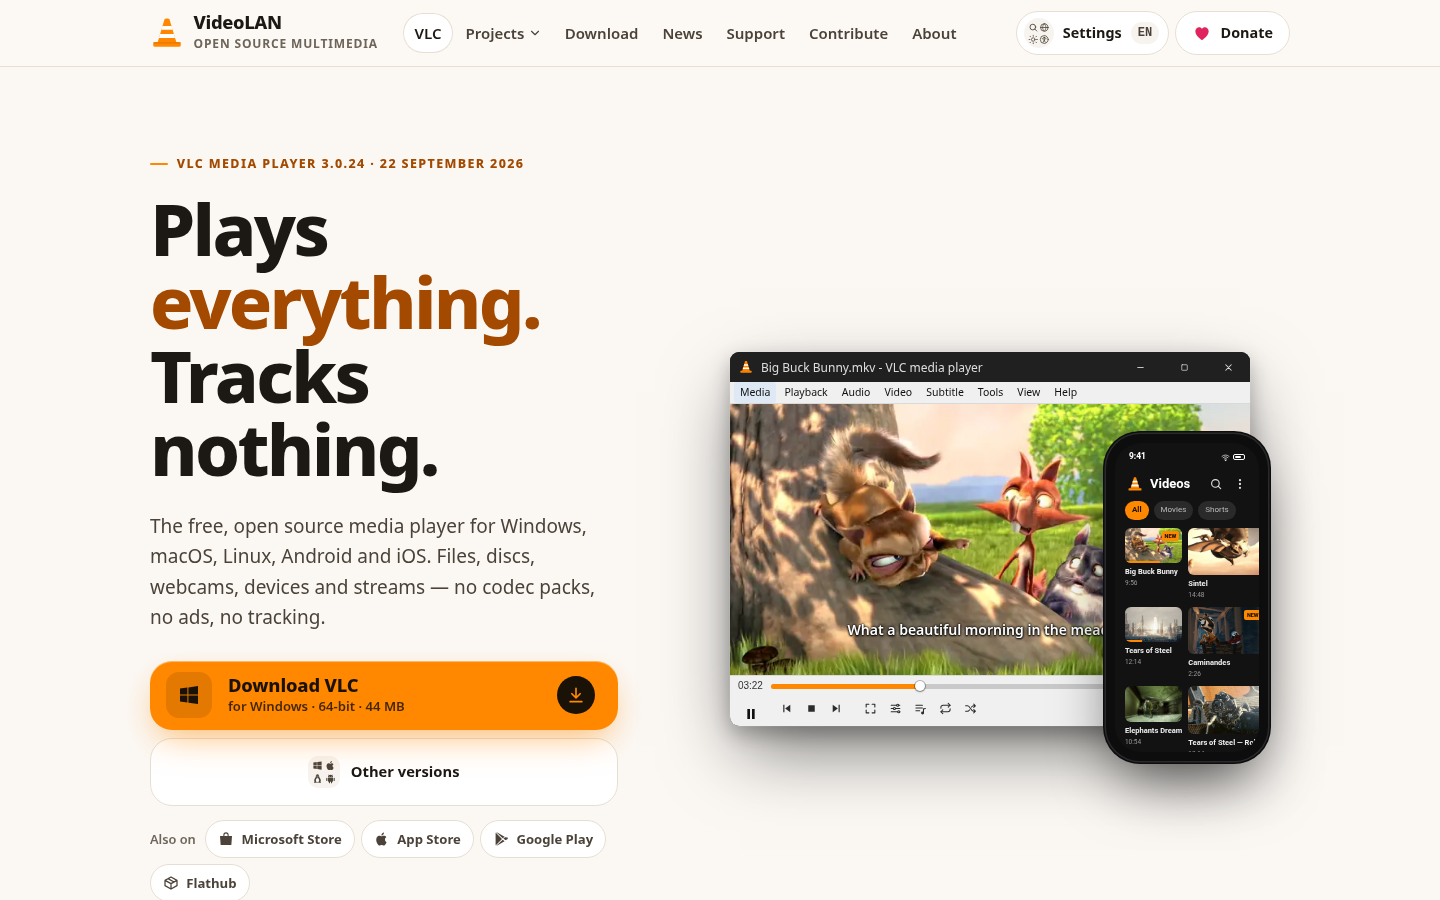 VideoLAN
OPEN SOURCE MULTIMEDIA
VLC
Projects
Download
News
Support
Contribute
About
Settings
EN
Donate
VLC MEDIA PLAYER 3.0.24 · 22 SEPTEMBER 2026
Plays
everything.
Tracks
nothing.
The free, open source media player for Windows,
macOS, Linux, Android and iOS. Files, discs,
webcams, devices and streams — no codec packs,
no ads, no tracking.
Download VLC
for Windows · 64-bit · 44 MB
Other versions
Also on
Microsoft Store
App Store
Google Play
Flathub
Big Buck Bunny.mkv - VLC media player
Media Playback Audio Video Subtitle Tools View Help
What a beautiful morning in the
03:22
9:41
Videos
All
Movies
Shorts
NEW
Big Buck Bunny
9:56
Sintel
14:48
NEW
Tears of Steel
12:14
Caminandes
2:26
Elephants Dream
10:54
Tears of Steel —